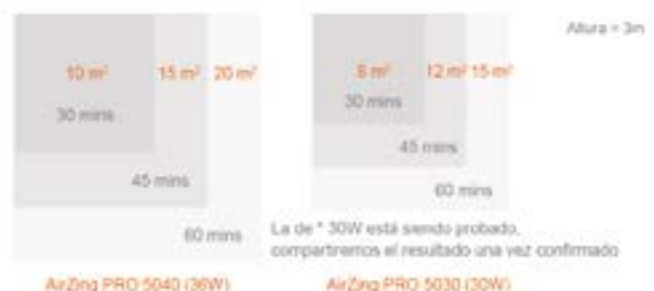 Altura = 3m
10 m² 15 m² 20 m²
30 mins
45 mins
60 mins
AirZing PRO 5040 (36W)
8 m² 12 m² 15 m²
30 mins
45 mins
60 mins
La de * 30W está siendo probado,
compartiremos el resultado una vez confirmado
AirZing PRO 5030 (30W)